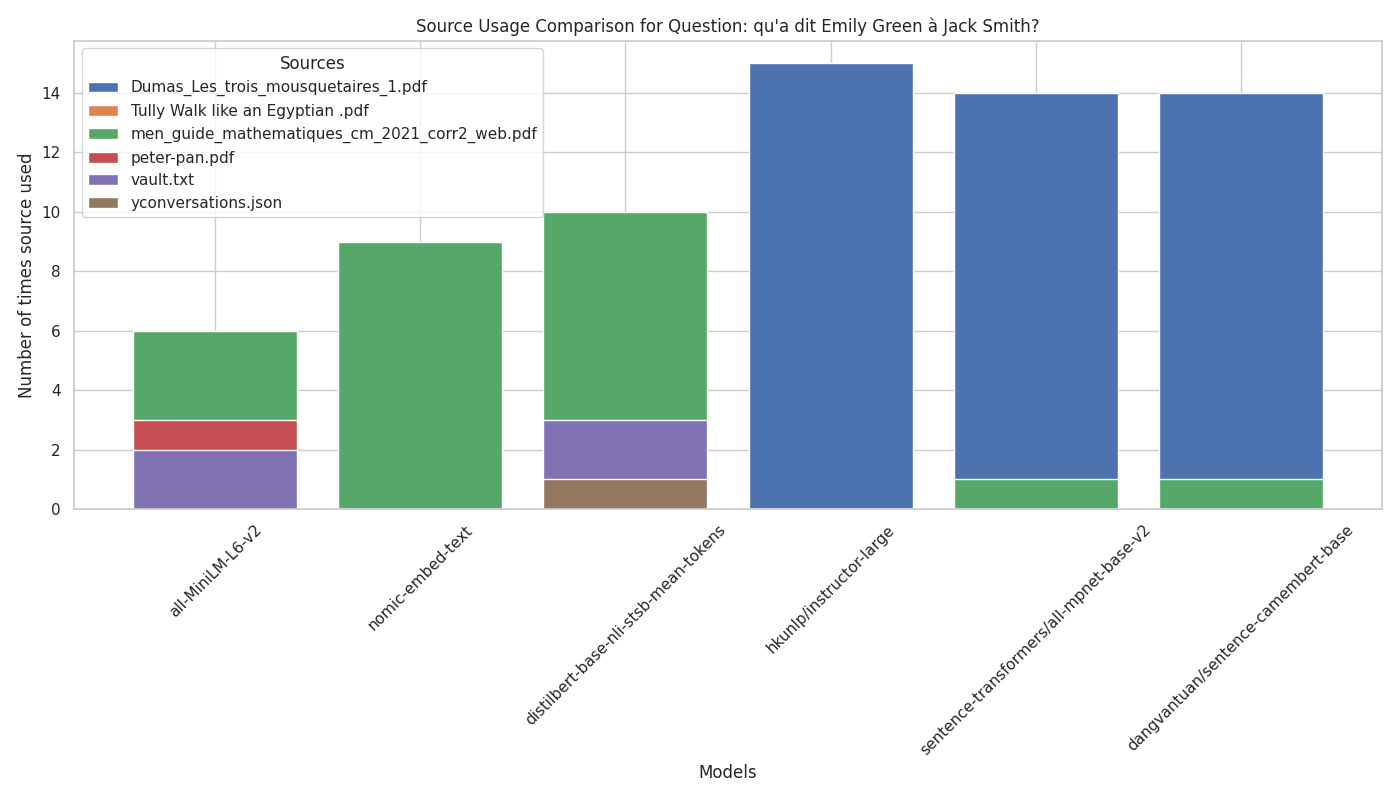 Source Usage Comparison for Question: qu'a dit Emily Green à Jack Smith?
Sources
Dumas_Les_trois_mousquetaires_1.pdf
Tully Walk like an Egyptian .pdf
men_guide_mathematiques_cm_2021_corr2_web.pdf
peter-pan.pdf
vault.txt
yconversations.json
Number of times source used
14
12
10
8
6
4
2
0
all-MiniLM-L6-v2
nomic-embed-text
distilbert-base-nli-stsb-mean-tokens
hkunlp/instructor-large
sentence-transformers/all-mpnet-base-v2
dangvantuan/sentence-camembert-base
Models